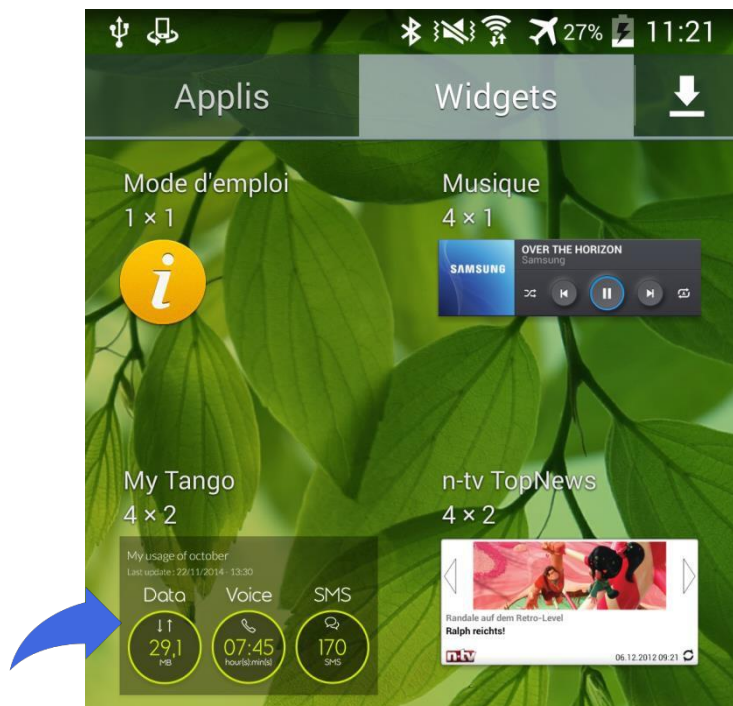 27% 11:21
Applis Widgets
Mode d'emploi
1 × 1
i
Musique
4 × 1
OVER THE HORIZON
Samsung
SAMSUNG
My Tango
4 × 2
My usage of october
Last update : 22/11/2014 - 13:30
Data Voice SMS
29,1 07:45 170
MB hour(s):min(s) SMS
n-tv TopNews
4 × 2
Randale auf dem Retro-Level
Ralph reichts!
n-tv 06.12.2012 09:21